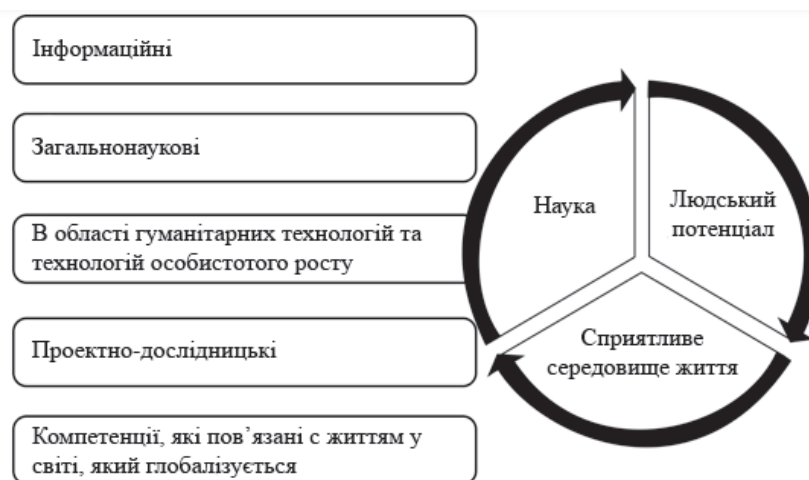 Інформаційні
Загальнонаукові
В області гуманітарних технологій та
технологій особистотого росту
Проектно-дослідницькі
Компетенції, які пов’язані с життям у
світі, який глобалізується
Наука
Людський
потенціал
Сприятливе
середовище життя